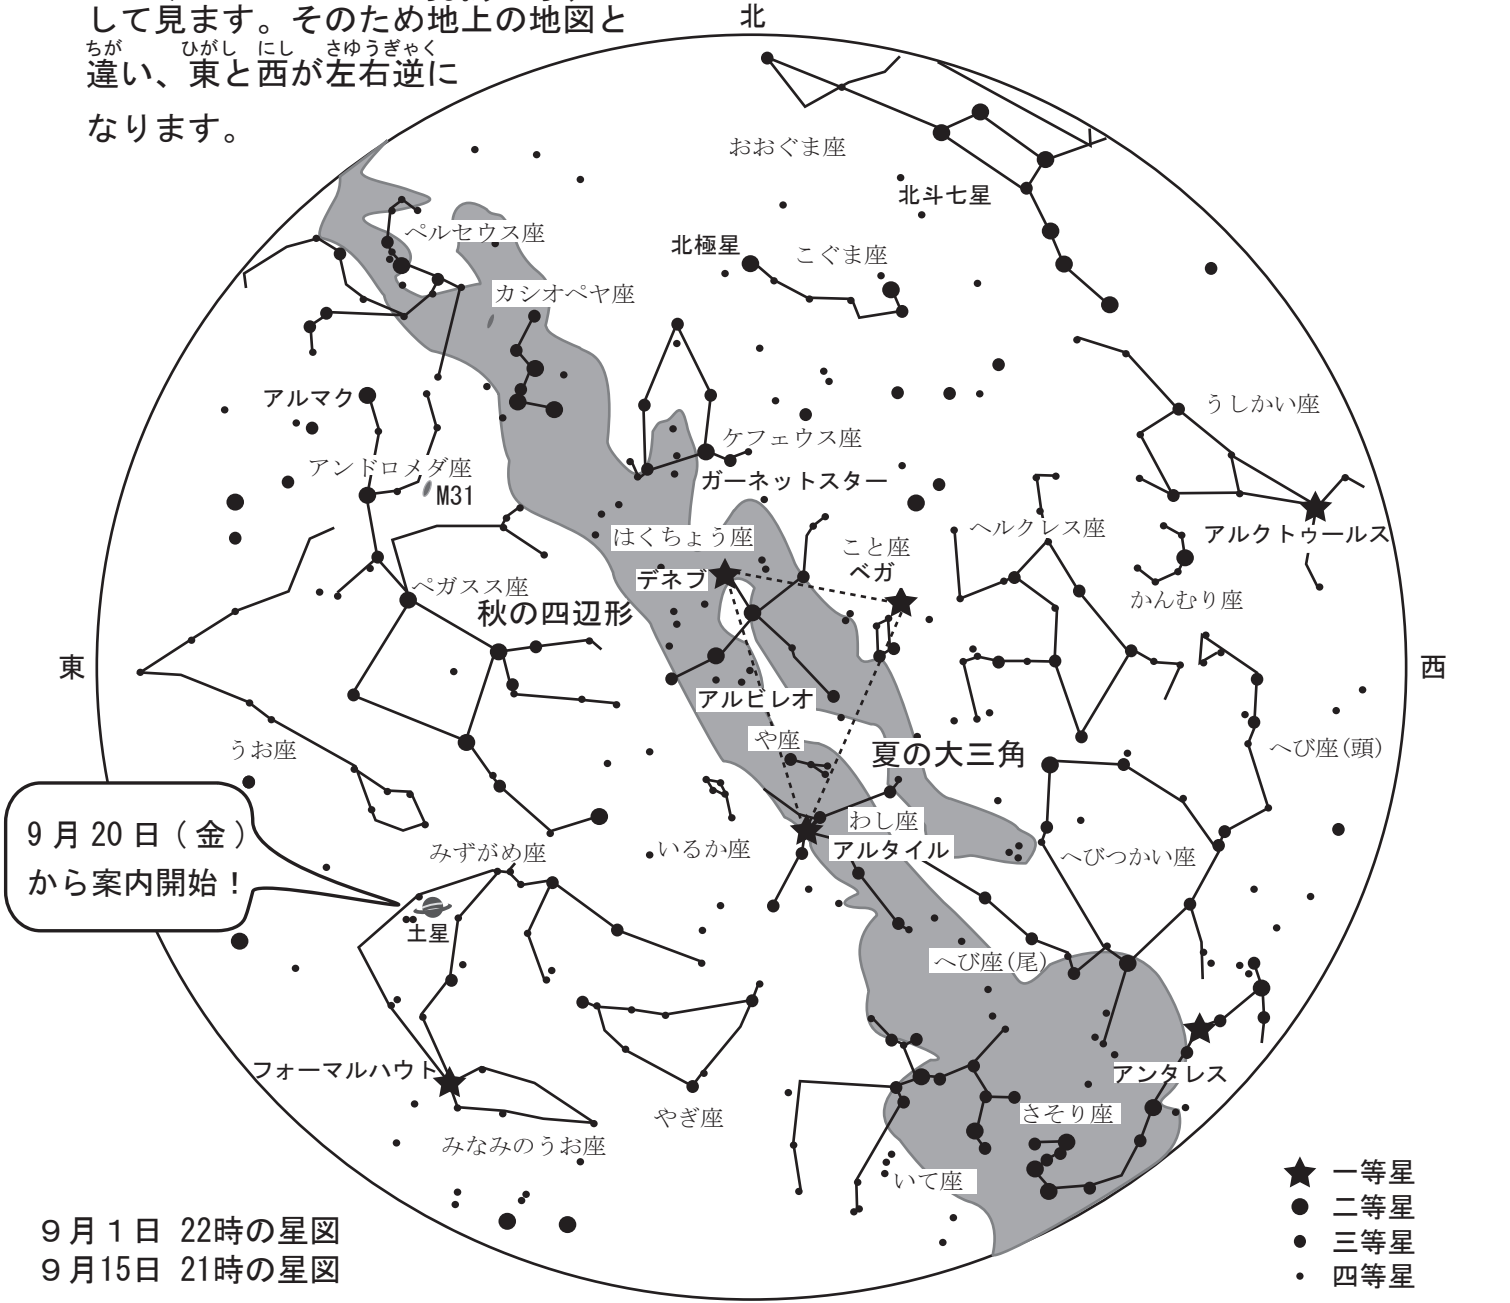 して見ます。そのため地上の地図と
ちが ひがし にし さゆうぎゃく
違い、東と西が左右逆に
なります。
北
おおぐま座
北斗七星
ペルセウス座
北極星
こぐま座
カシオペヤ座
アルマク
うしかい座
ケフェウス座
アンドロメダ座
M31
ガーネットスター
はくちょう座
ヘルクレス座
アルクトゥールス
こと座
デネブ
ベガ
ペガスス座
かんむり座
秋の四辺形
東
西
アルビレオ
や座
うお座
夏の大三角
へび座(頭)
9月20日(金)
から案内開始!
わし座
みずがめ座
いるか座
アルタイル
へびつかい座
土星
へび座(尾)
フォーマルハウト
アンタレス
やぎ座
さそり座
みなみのうお座
いて座
一等星
二等星
三等星
四等星
9月1日 22時の星図
9月15日 21時の星図